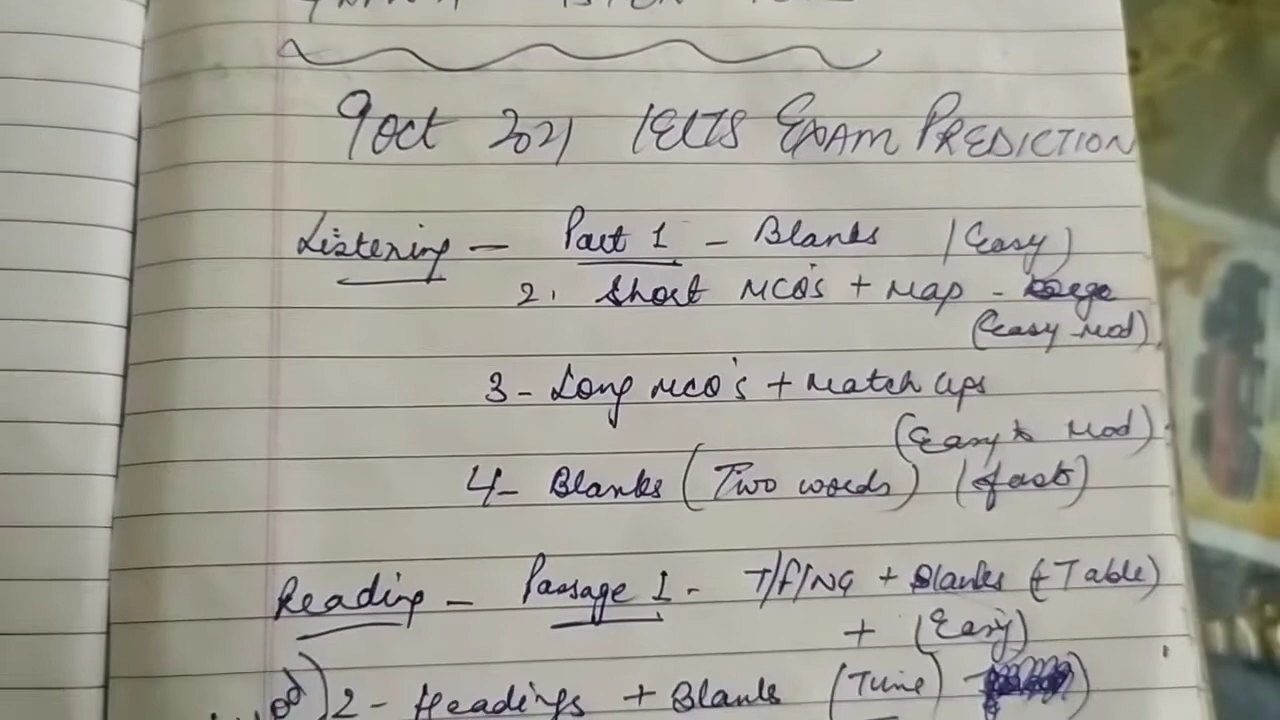 9 oct 2021 IELTS EXAM PREDICTION
Listening - Part 1 - Blanks (Easy)
2. Short MCQ's + Map -
(Easy Mod)
3 - Long MCQ's + Match ups
(Easy to Mod)
4 - Blanks (Two words) (fast)
Reading - Passage 1 - T/F/NG + Blanks (+ Table)
+ (Easy)
2 - Headings + Blanks (Time)